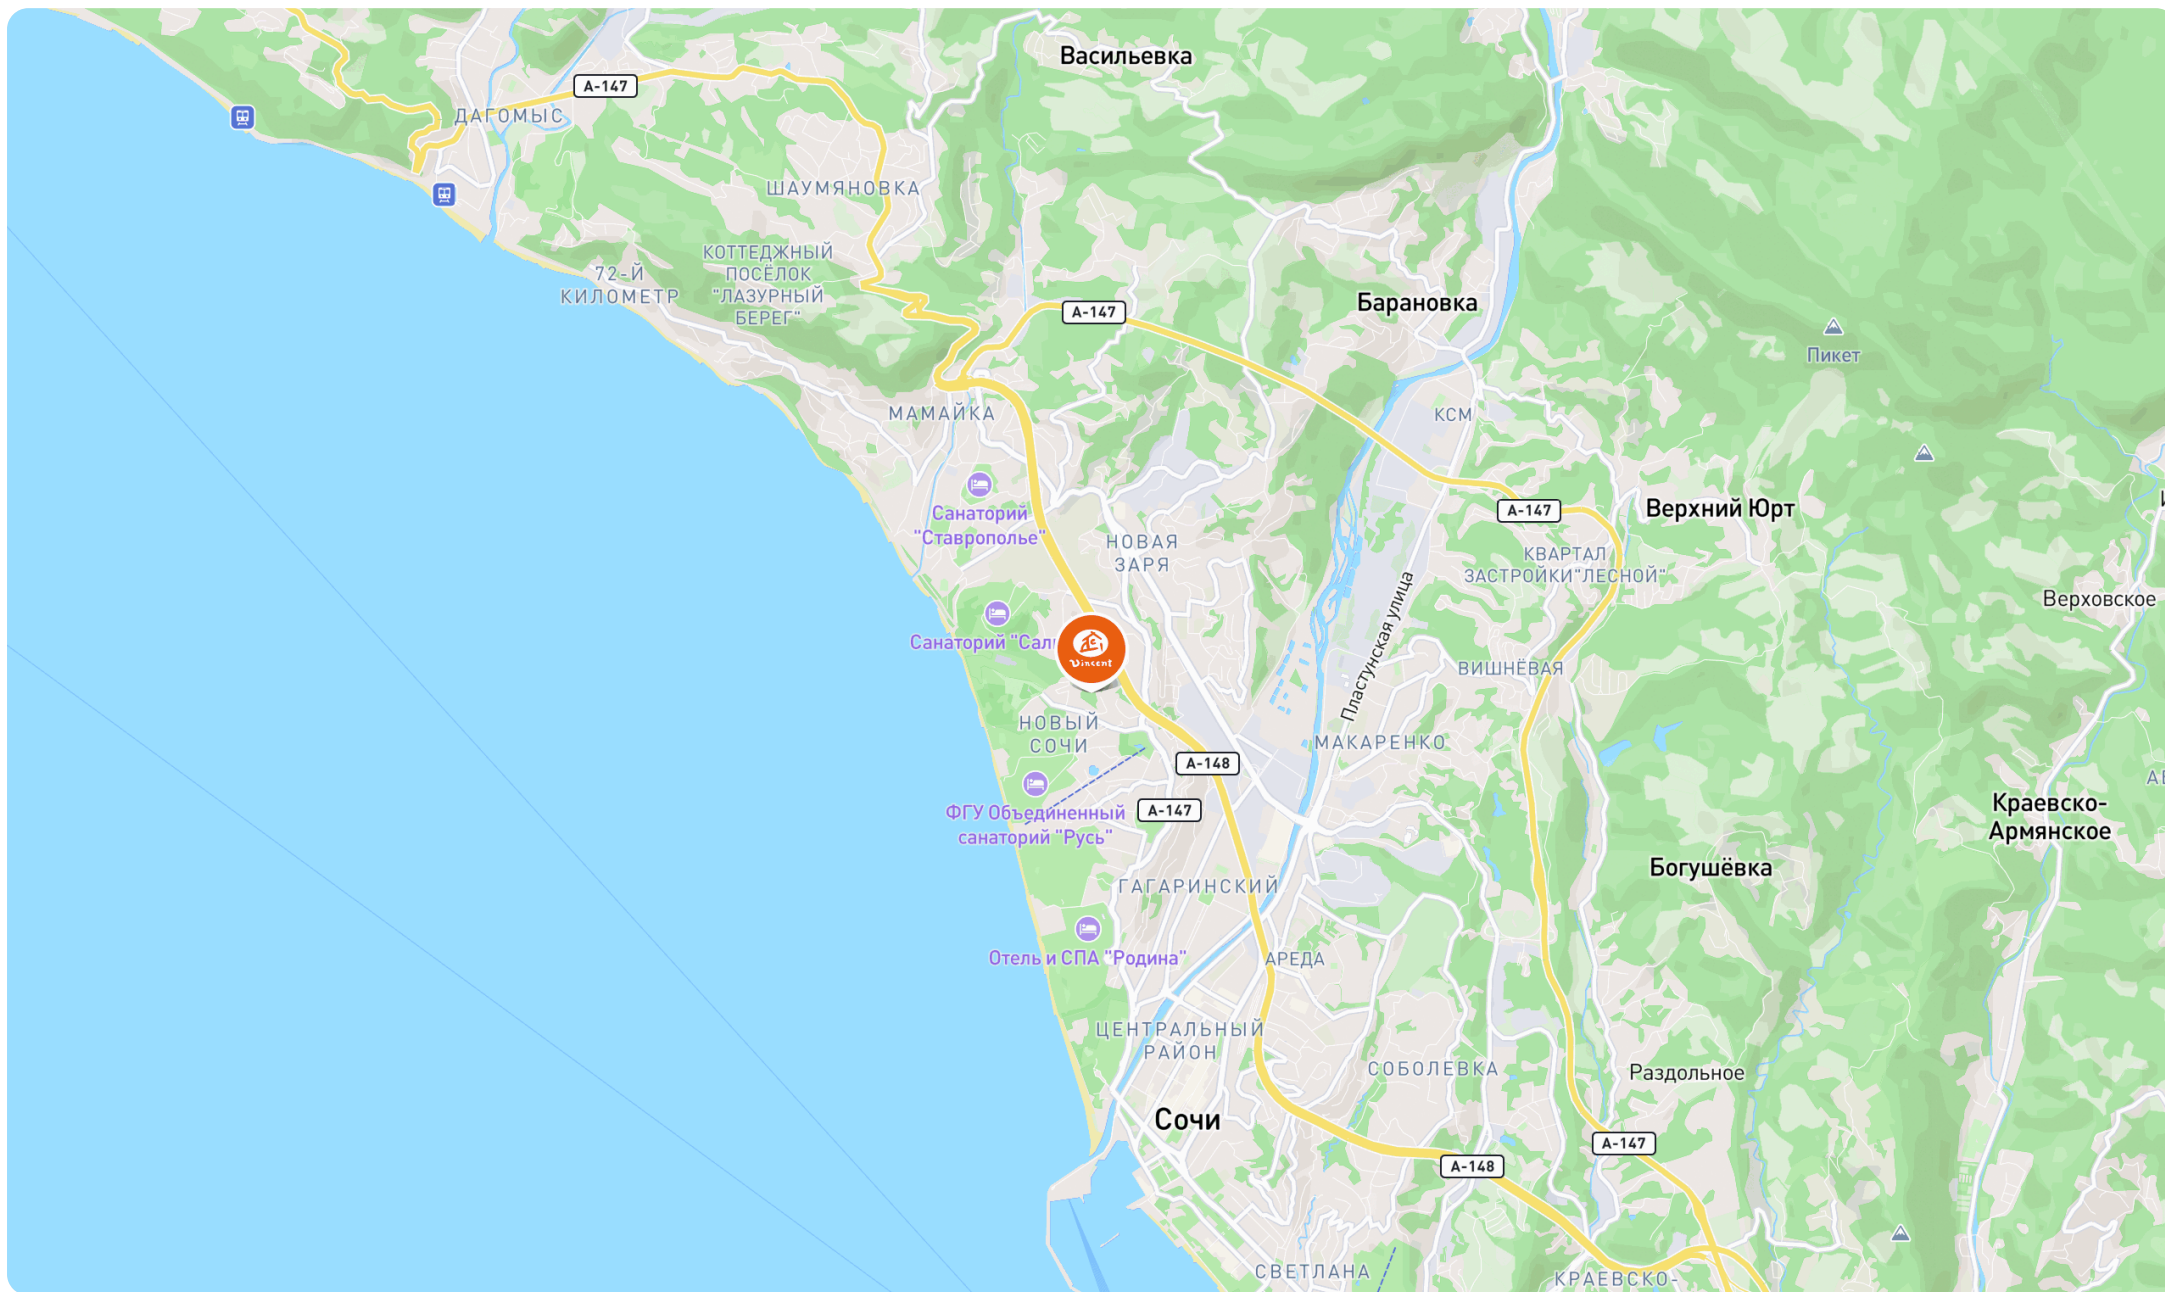 Васильевка
А-147
ДАГОМЫС
ШАУМЯНОВКА
КОТТЕДЖНЫЙ
ПОСЁЛОК
"ЛАЗУРНЫЙ
БЕРЕГ"
72-Й
КИЛОМЕТР
А-147
Барановка
Пикет
МАМАЙКА
КСМ
Санаторий
"Ставрополье"
А-147
Верхний Юрт
НОВАЯ
ЗАРЯ
КВАРТАЛ
ЗАСТРОЙКИ"ЛЕСНОЙ"
Верховское
Санаторий "Сал
Vincent
Пластунская улица
ВИШНЁВАЯ
НОВЫЙ
СОЧИ
МАКАРЕНКО
А-148
А-147
ФГУ Объединенный
санаторий "Русь"
Краевско-
Армянское
Богушёвка
ГАГАРИНСКИЙ
Отель и СПА "Родина"
АРЕДА
ЦЕНТРАЛЬНЫЙ
РАЙОН
СОБОЛЕВКА
Раздольное
Сочи
А-147
А-148
СВЕТЛАНА
КРАЕВСКО-